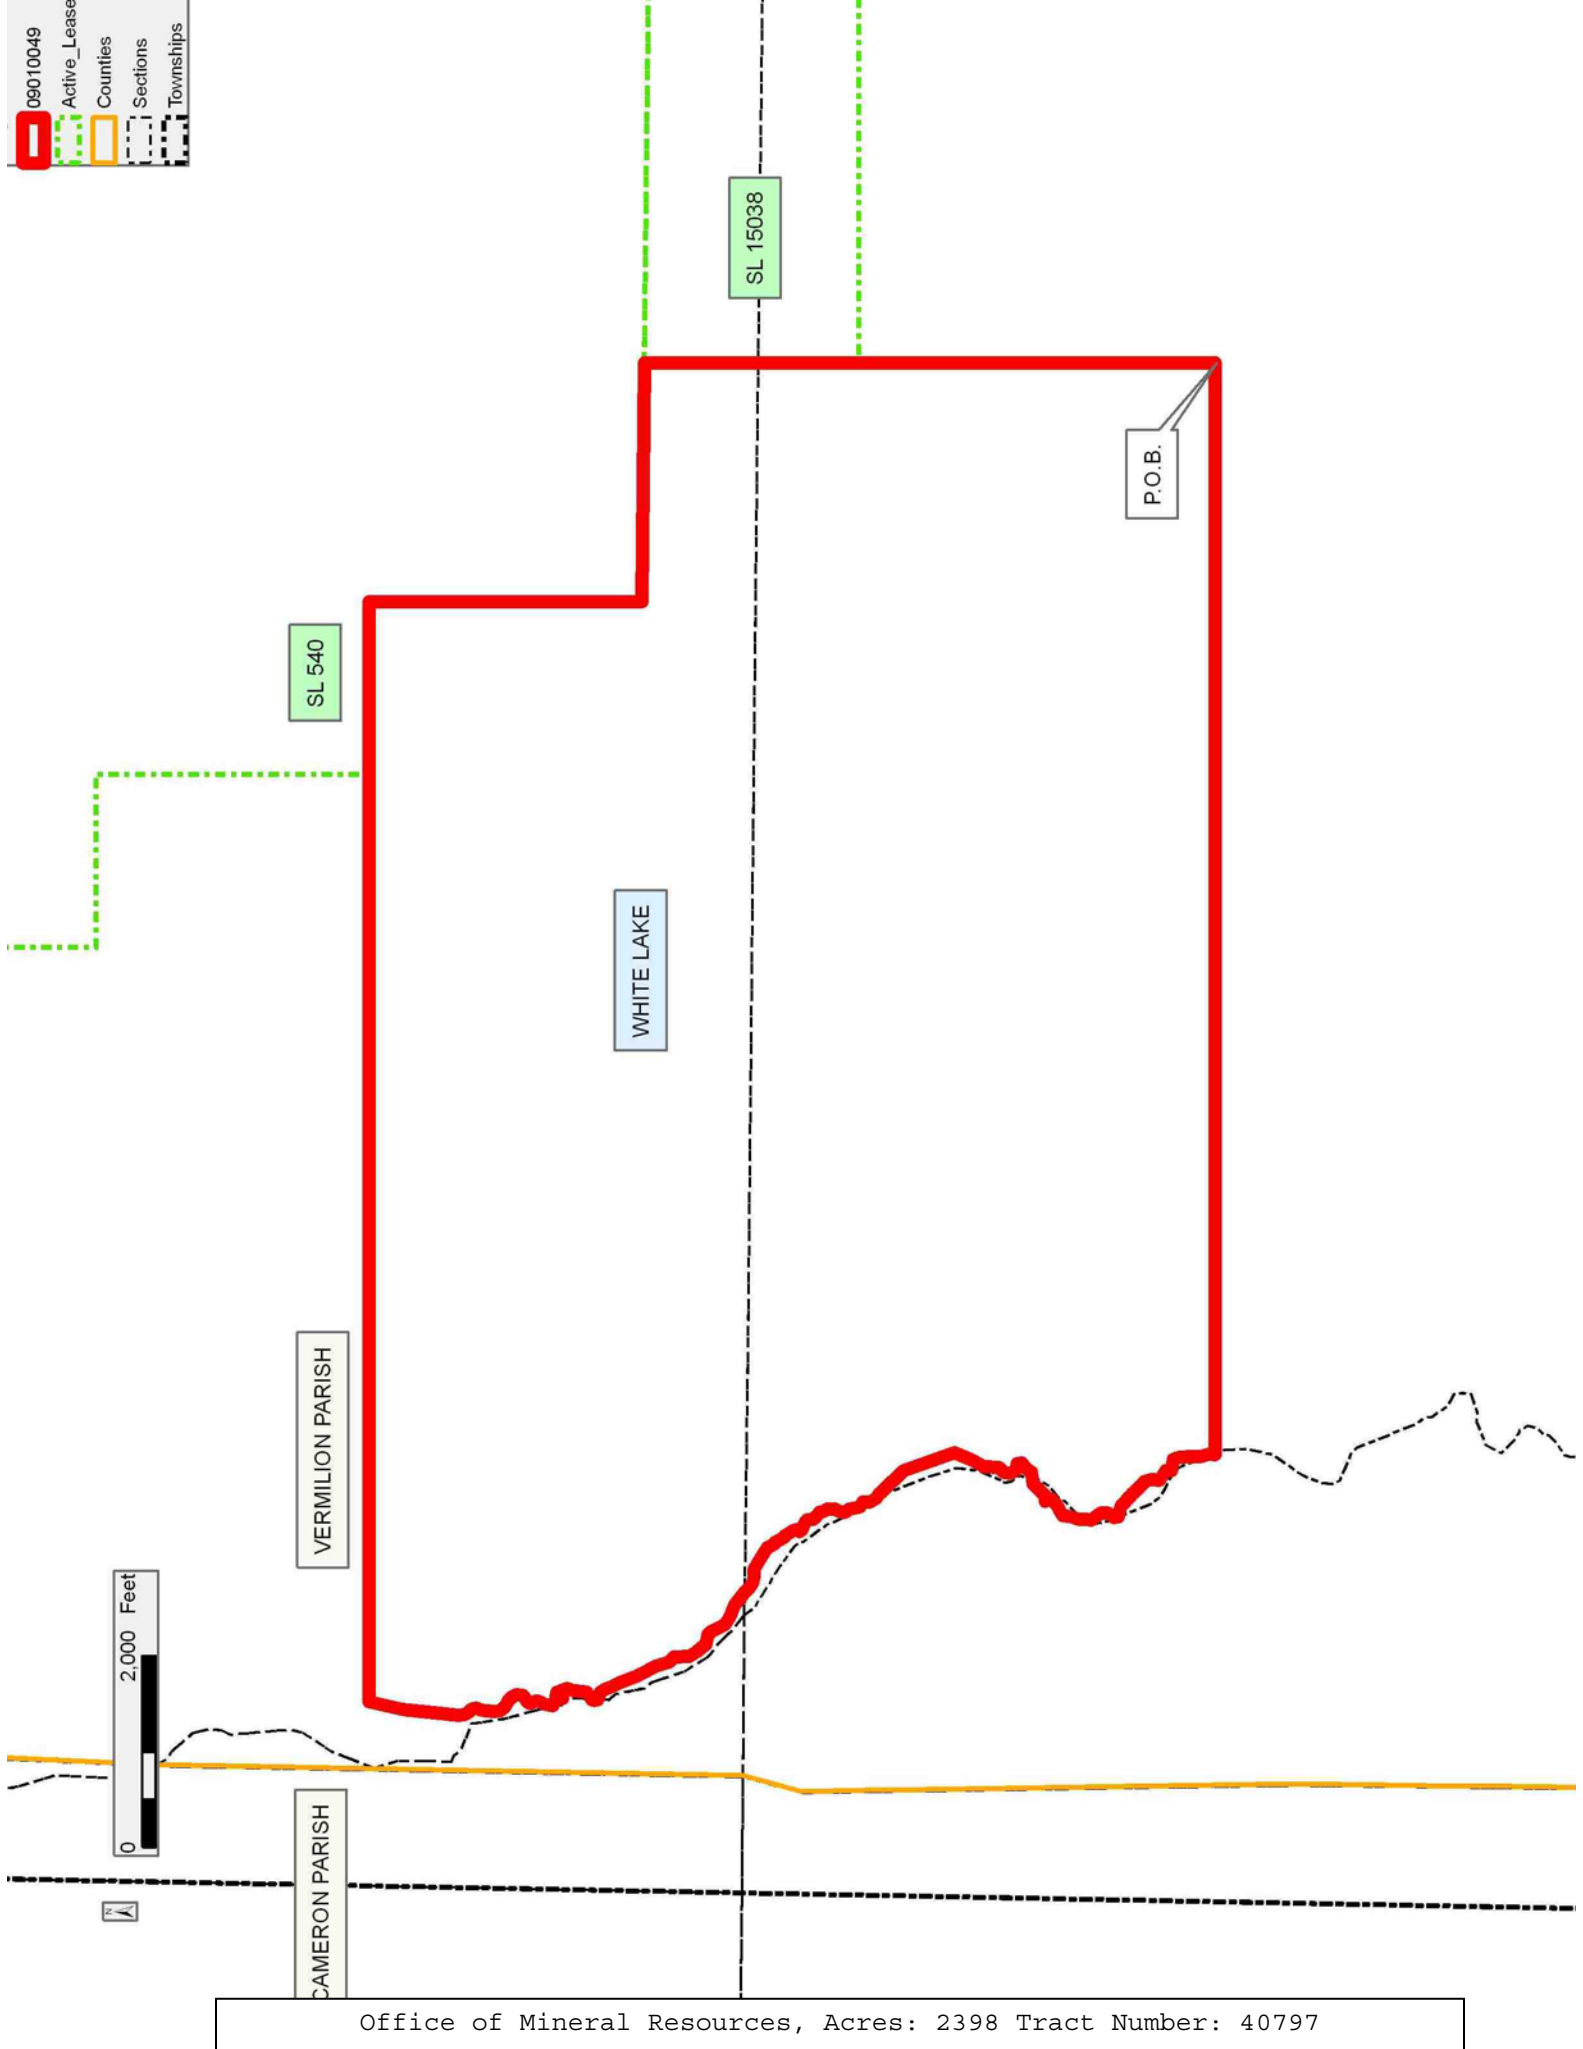 09010049
Active_Lease
Counties
Sections
Townships
SL 15038
P.O.B.
SL 540
WHITE LAKE
VERMILION PARISH
0 2,000 Feet
N
CAMERON PARISH
Office of Mineral Resources, Acres: 2398 Tract Number: 40797